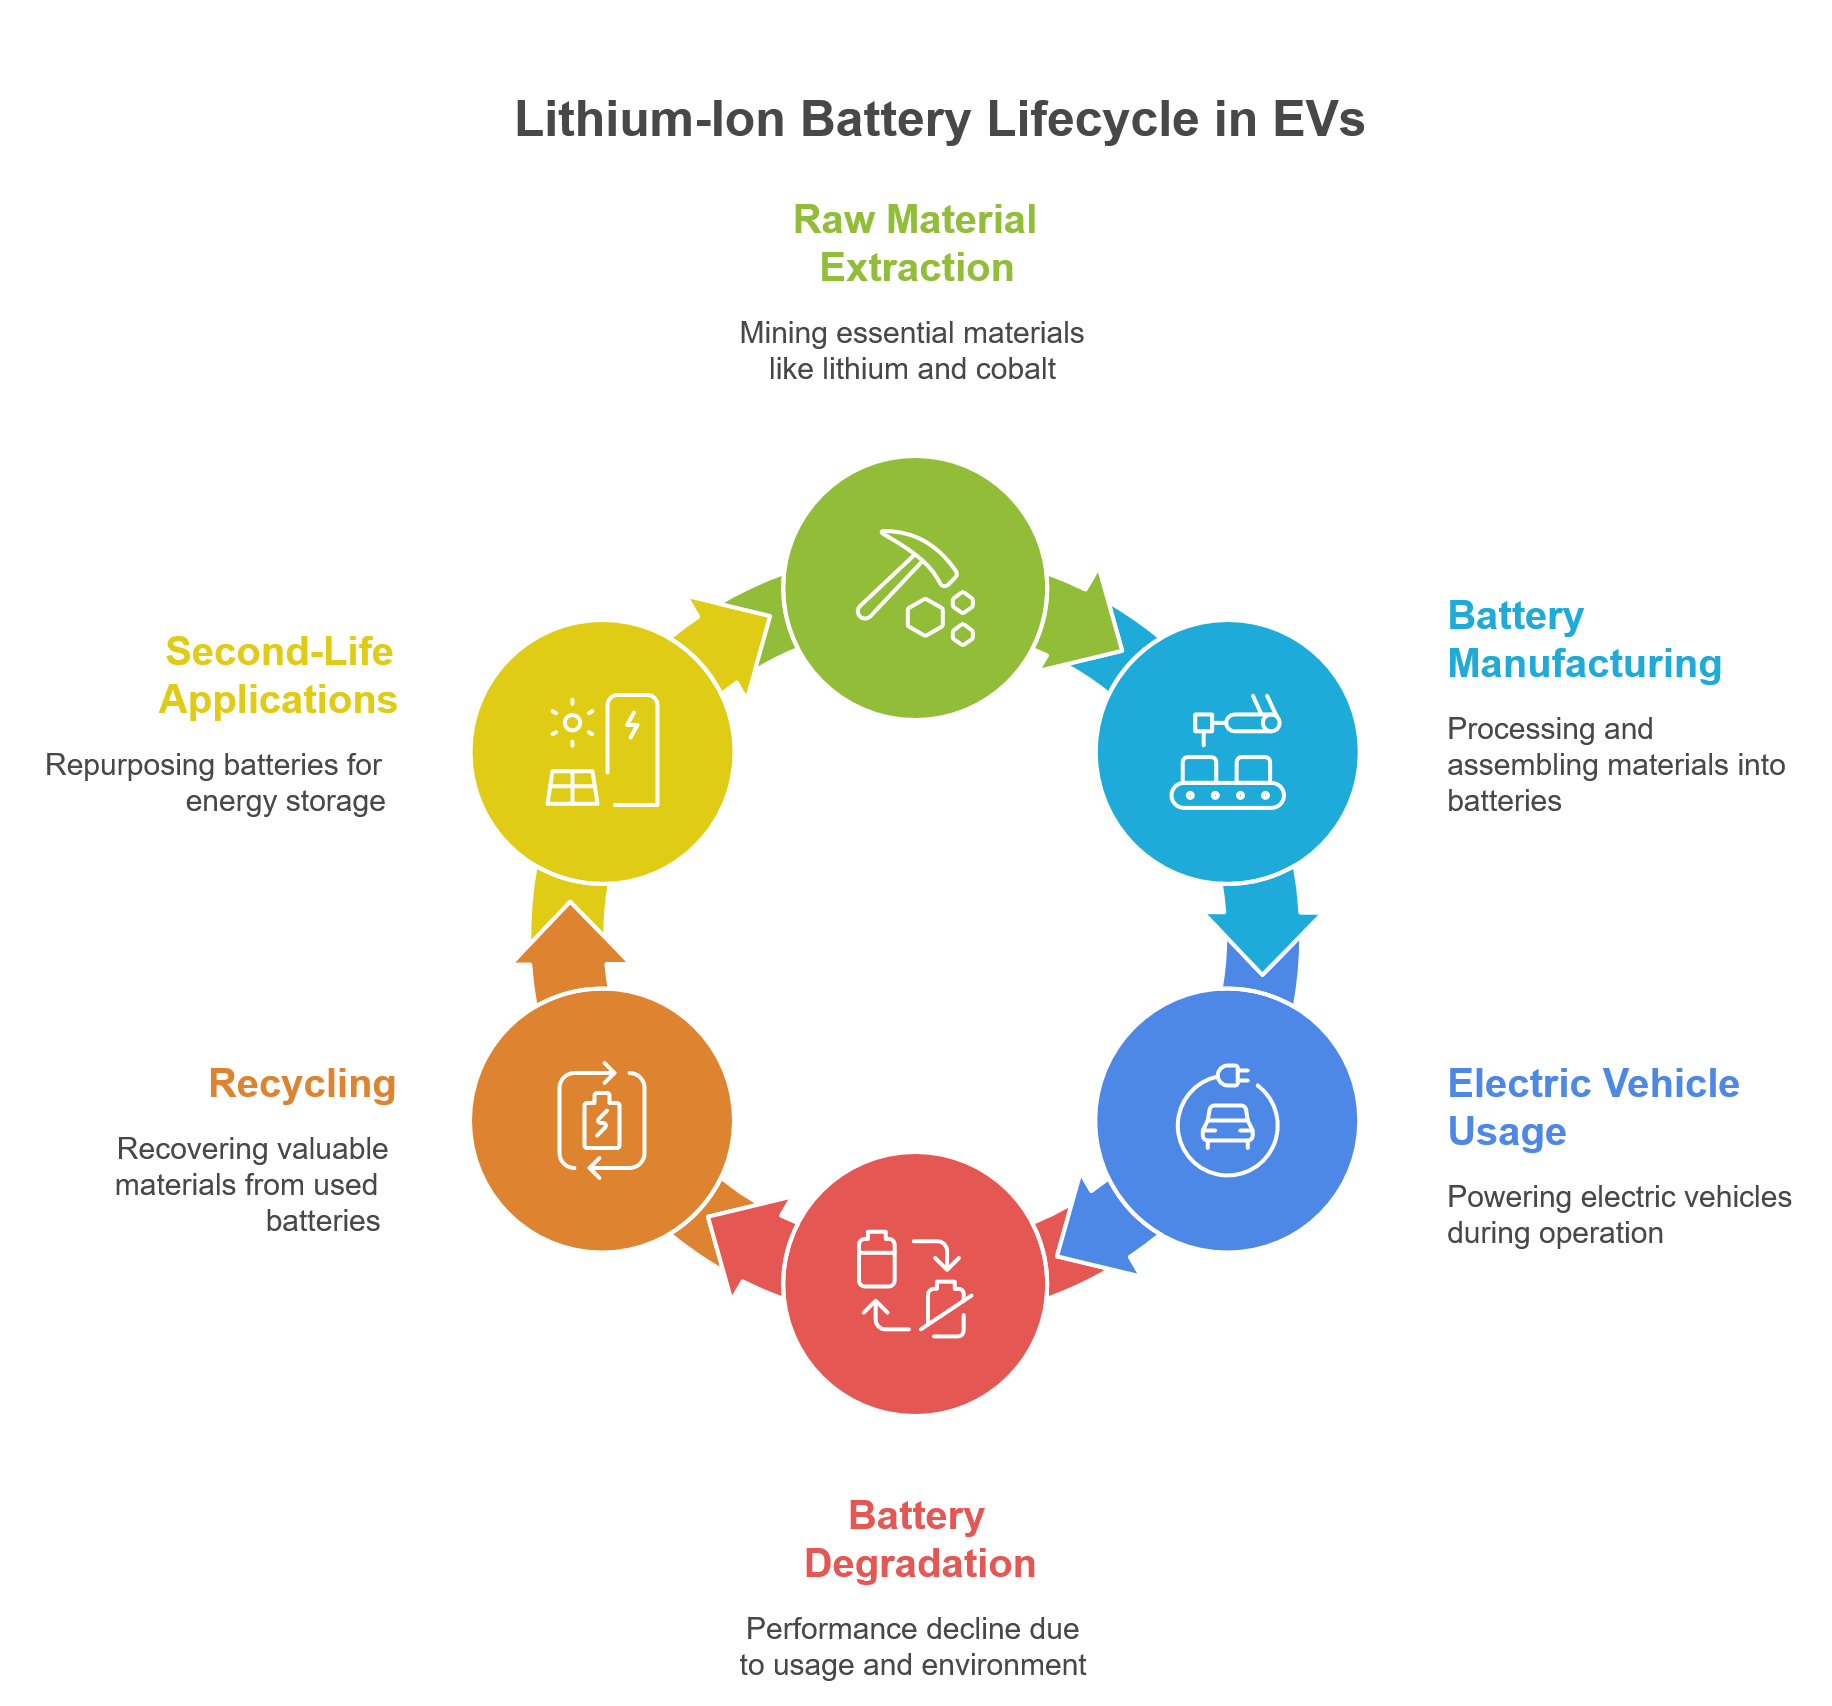 Lithium-Ion Battery Lifecycle in EVs
Raw Material
Extraction
Mining essential materials
like lithium and cobalt
Battery
Manufacturing
Processing and
assembling materials into
batteries
Electric Vehicle
Usage
Powering electric vehicles
during operation
Battery
Degradation
Performance decline due
to usage and environment
Recycling
Recovering valuable
materials from used
batteries
Second-Life
Applications
Repurposing batteries for
energy storage